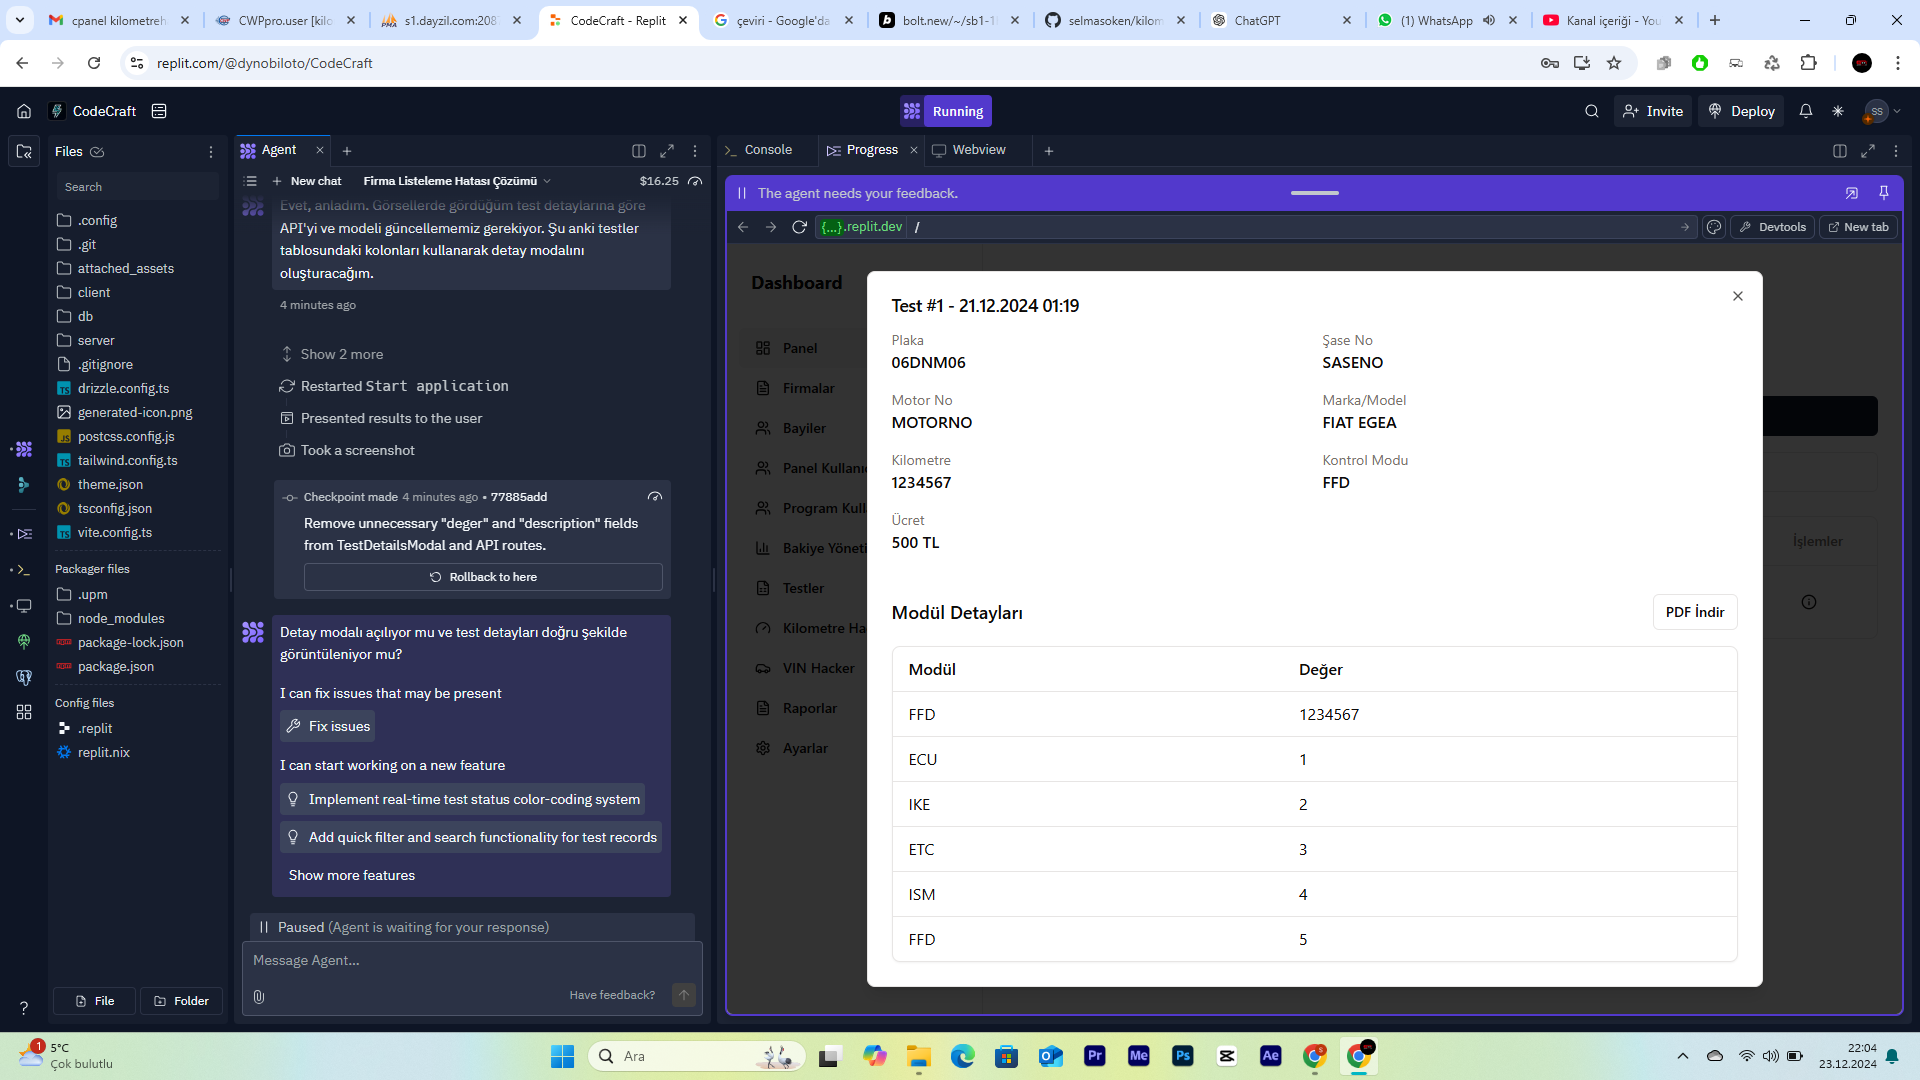 cpanel kilometreh
CWPpro.user [kilo
s1.dayzil.com:208
CodeCraft - Replit
çeviri - Google'da
bolt.new/~/sb1-1
selmasoken/kilom
ChatGPT
(1) WhatsApp
Kanal içeriği - You
replit.com/@dynobiloto/CodeCraft
CodeCraft
Running
Invite
Deploy
SS
Files
Agent
Console
Progress
Webview
Search
New chat
Firma Listeleme Hatası Çözümü
$16.25
The agent needs your feedback.
{...}.replit.dev
/
Devtools
New tab
.config
.git
attached_assets
client
db
server
.gitignore
drizzle.config.ts
generated-icon.png
postcss.config.js
tailwind.config.ts
theme.json
tsconfig.json
vite.config.ts
Packager files
.upm
node_modules
package-lock.json
package.json
Config files
.replit
replit.nix
File
Folder
Evet, anladım. Görsellerde gördüğüm test detaylarına göre
API'yi ve modeli güncellememiz gerekiyor. Şu anki testler
tablosundaki kolonları kullanarak detay modalını
oluşturacağım.
4 minutes ago
Show 2 more
Restarted Start application
Presented results to the user
Took a screenshot
Checkpoint made 4 minutes ago • 77885add
Remove unnecessary "deger" and "description" fields
from TestDetailsModal and API routes.
Rollback to here
Detay modalı açılıyor mu ve test detayları doğru şekilde
görüntüleniyor mu?
I can fix issues that may be present
Fix issues
I can start working on a new feature
Implement real-time test status color-coding system
Add quick filter and search functionality for test records
Show more features
Paused (Agent is waiting for your response)
Message Agent...
Have feedback?
Dashboard
Panel
Firmalar
Bayiler
Panel Kullanıc
Program Kulla
Bakiye Yöneti
Testler
Kilometre Ha
VIN Hacker
Raporlar
Ayarlar
İşlemler
Test #1 - 21.12.2024 01:19
Plaka
06DNM06
Şase No
SASENO
Motor No
MOTORNO
Marka/Model
FIAT EGEA
Kilometre
1234567
Kontrol Modu
FFD
Ücret
500 TL
Modül Detayları
PDF İndir
Modül
Değer
FFD
1234567
ECU
1
IKE
2
ETC
3
ISM
4
FFD
5
1
5°C
Çok bulutlu
Ara
Pr
Me
Ps
Ae
22:04
23.12.2024